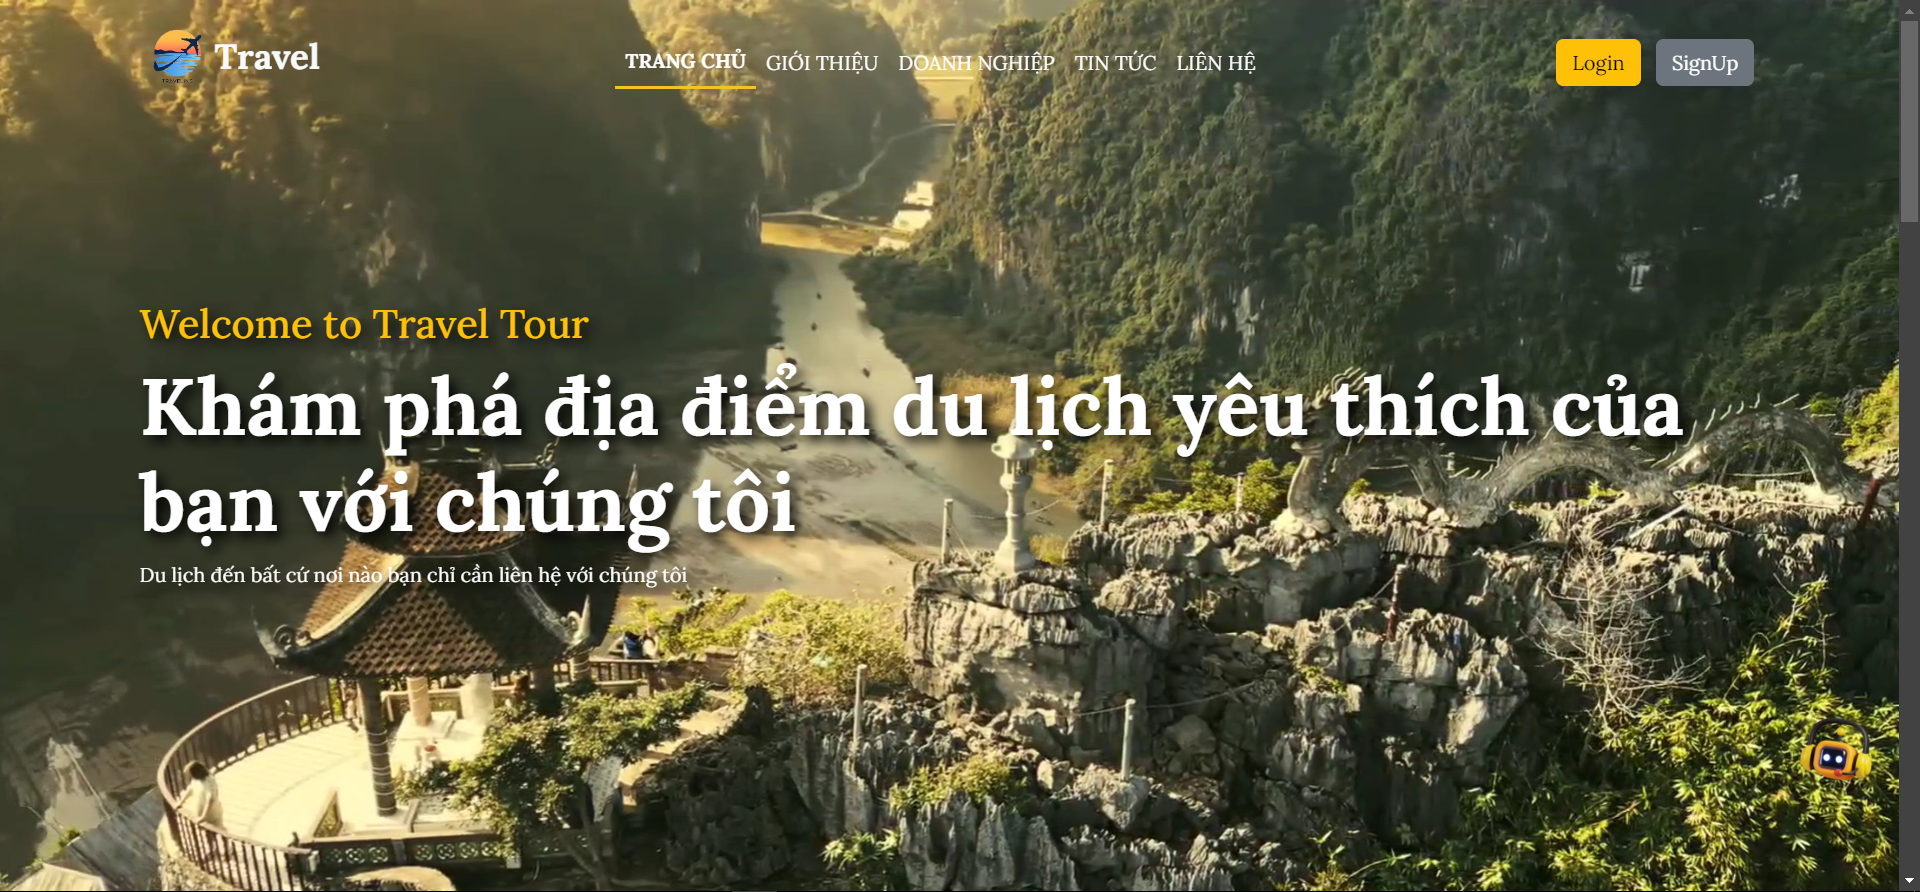 Travel
TRANG CHỦ GIỚI THIỆU DOANH NGHIỆP TIN TỨC LIÊN HỆ
Login SignUp
Welcome to Travel Tour
Khám phá địa điểm du lịch yêu thích của
bạn với chúng tôi
Du lịch đến bất cứ nơi nào bạn chỉ cần liên hệ với chúng tôi